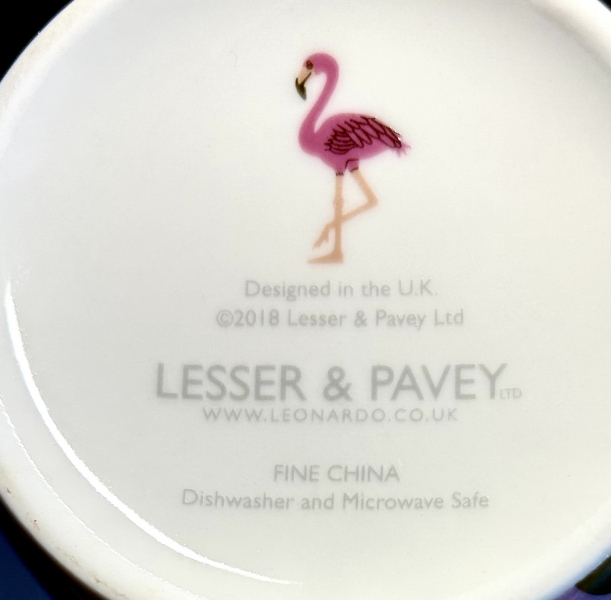 Designed in the U.K.
©2018 Lesser & Pavey Ltd
LESSER & PAVEY LTD
WWW.LEONARDO.CO.UK
FINE CHINA
Dishwasher and Microwave Safe